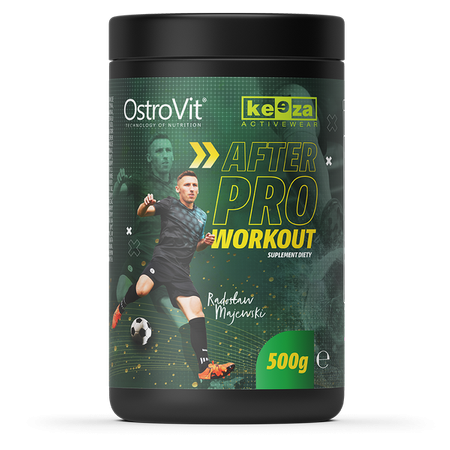 OstroVit®
TECHNOLOGY OF NUTRITION
keeza
ACTIVEWEAR
AFTER
PRO
WORKOUT
SUPLEMENT DIETY
Radosław
Majewski
500g ℮